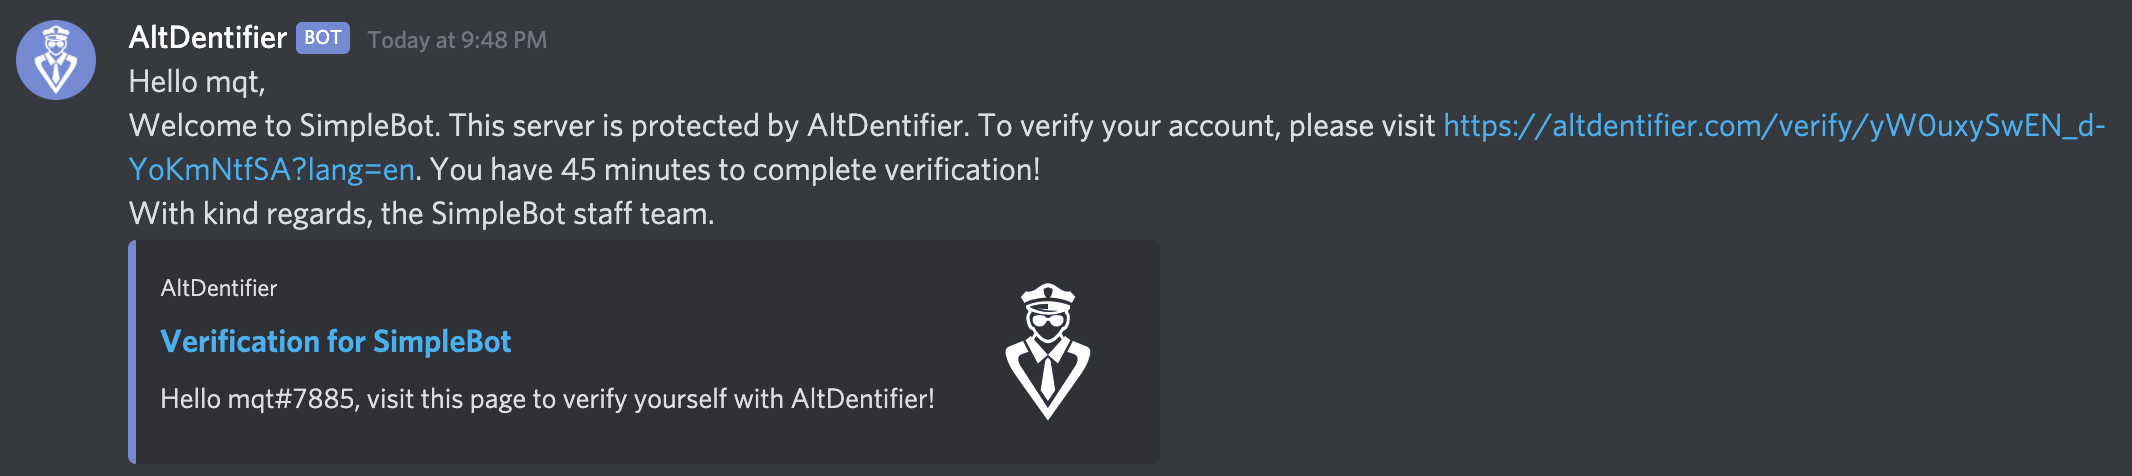 AltDentifier BOT Today at 9:48 PM
Hello mqt,
Welcome to SimpleBot. This server is protected by AltDentifier. To verify your account, please visit https://altdentifier.com/verify/yW0uxySwEN_d-
YoKmNtfSA?lang=en. You have 45 minutes to complete verification!
With kind regards, the SimpleBot staff team.
AltDentifier
Verification for SimpleBot
Hello mqt#7885, visit this page to verify yourself with AltDentifier!